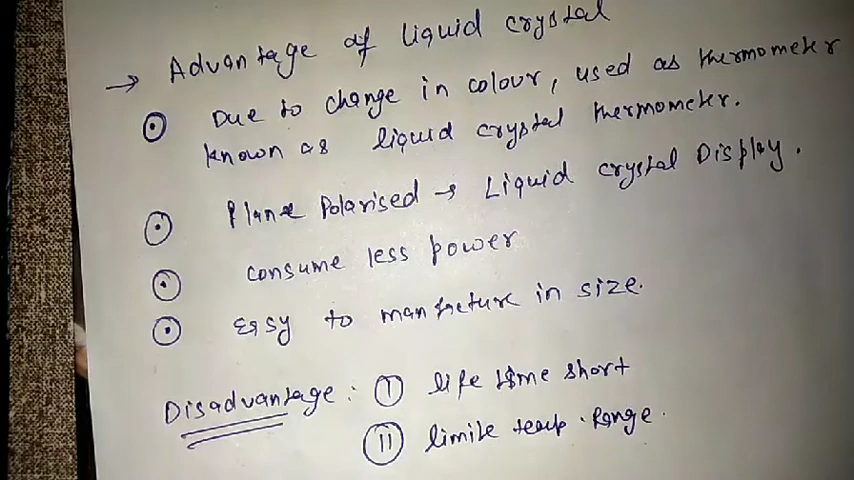 → Advantage of liquid crystal
⊙ Due to change in colour, used as thermometer
known as liquid crystal thermometer.
⊙ Plane Polarised → Liquid crystal Display.
⊙ consume less power
⊙ Easy to manfacture in size.
Disadvantage : Ⓘ life time short
ⓘⓘ limite temp. Range.